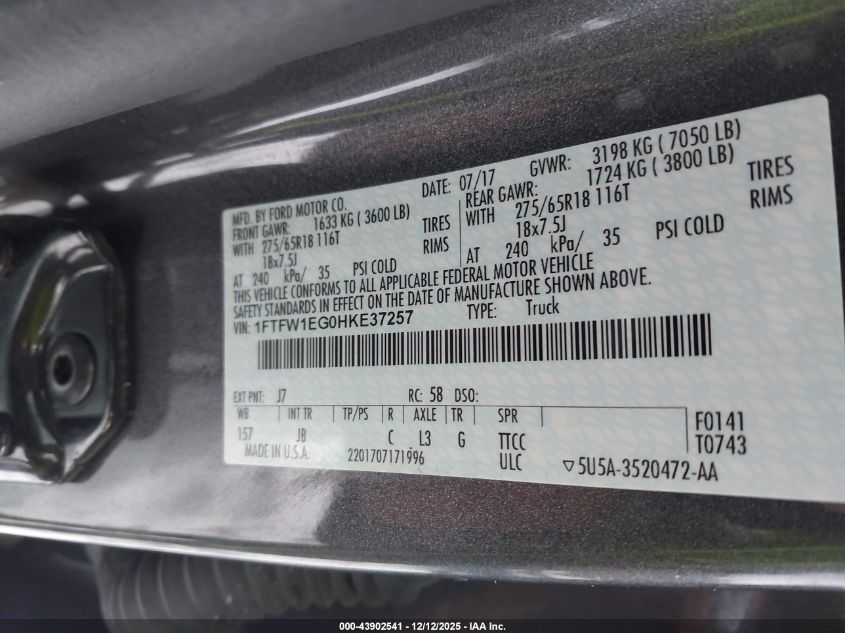 MFD. BY FORD MOTOR CO.
DATE: 07/17 GVWR: 3198 KG ( 7050 LB)
FRONT GAWR: 1633 KG ( 3600 LB)
REAR GAWR: 1724 KG ( 3800 LB)
WITH 275/65R18 116T TIRES
WITH 275/65R18 116T TIRES
18x7.5J RIMS
18x7.5J RIMS
AT 240 kPa/ 35 PSI COLD
AT 240 kPa/ 35 PSI COLD
THIS VEHICLE CONFORMS TO ALL APPLICABLE FEDERAL MOTOR VEHICLE
SAFETY STANDARDS IN EFFECT ON THE DATE OF MANUFACTURE SHOWN ABOVE.
VIN: 1FTFW1EG0HKE37257 TYPE: Truck
EXT PNT: J7 RC: 58 DSO:
WB INT TR TP/PS R AXLE TR SPR
157 JB C L3 G TTCC
F0141
T0743
MADE IN U.S.A. 2201707171996 ULC ▽5U5A-3520472-AA
000-43902541 - 12/12/2025 - IAA Inc.